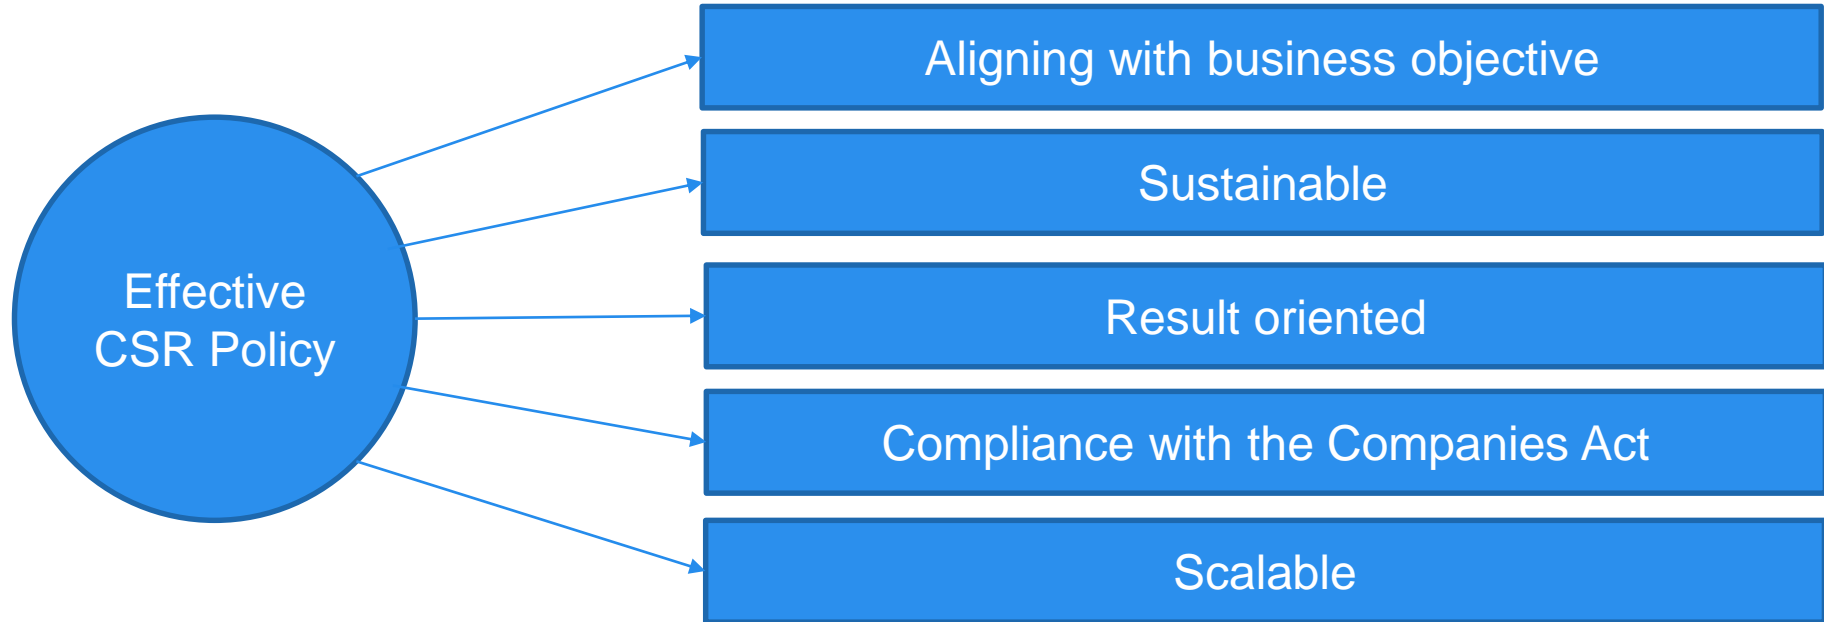 Effective
CSR Policy
Aligning with business objective
Sustainable
Result oriented
Compliance with the Companies Act
Scalable